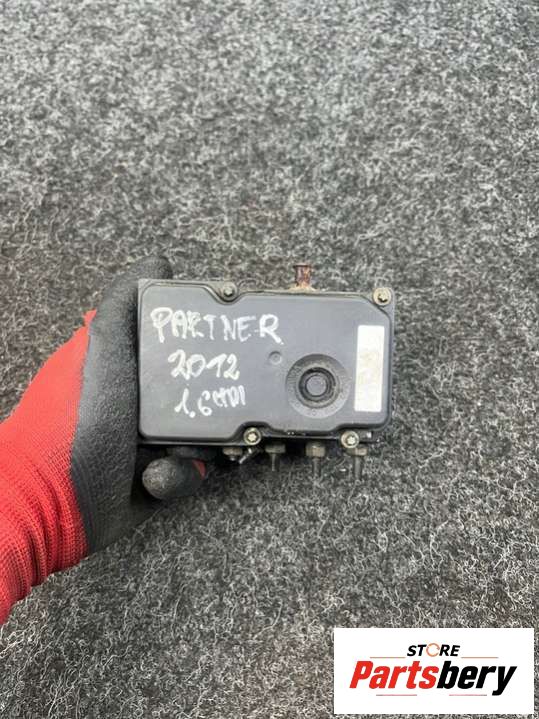 PARTNER
2012
1,6HDI
STORE
Partsbery